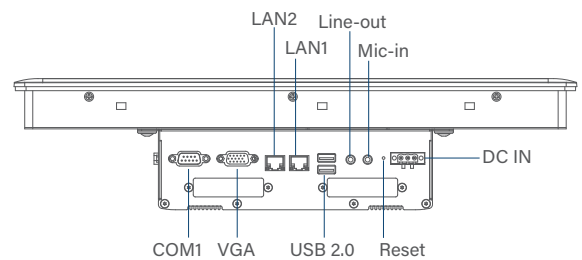 LAN2 Line-out
LAN1 Mic-in
DC IN
COM1 VGA USB 2.0 Reset